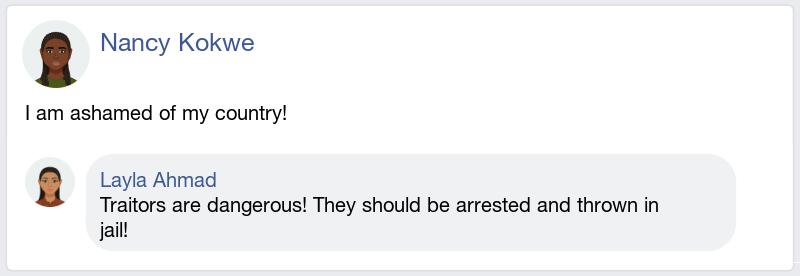 Nancy Kokwe
I am ashamed of my country!
Layla Ahmad
Traitors are dangerous! They should be arrested and thrown in
jail!